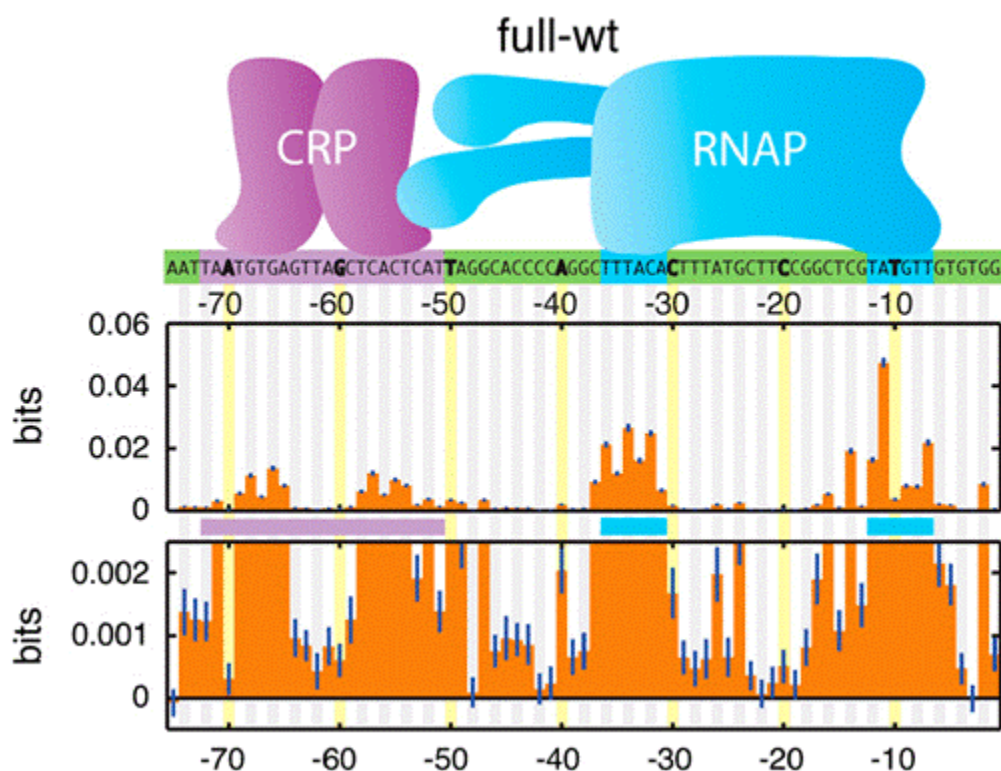 full-wt
CRP RNAP
AATTAATGTGAGTTAGCTCACTCATTAGGCACCCCAGGCTTTACACTTTATGCTTCCGGCTCGTATGTTGTGTGG
-70 -60 -50 -40 -30 -20 -10
bits
0.06
0.04
0.02
0
bits
0.002
0.001
0
-70 -60 -50 -40 -30 -20 -10